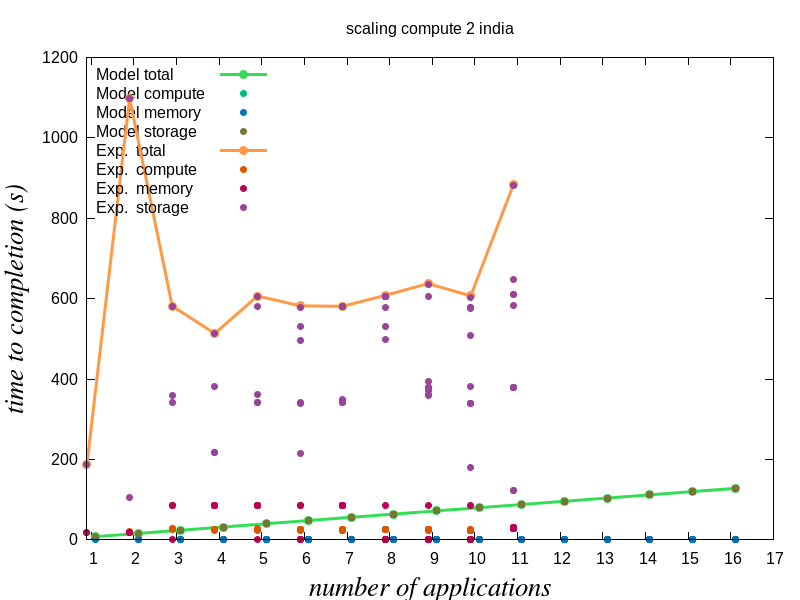 scaling compute 2 india
1200
1000
800
600
400
200
0
time to completion (s)
Model total
Model compute
Model memory
Model storage
Exp. total
Exp. compute
Exp. memory
Exp. storage
1 2 3 4 5 6 7 8 9 10 11 12 13 14 15 16 17
number of applications